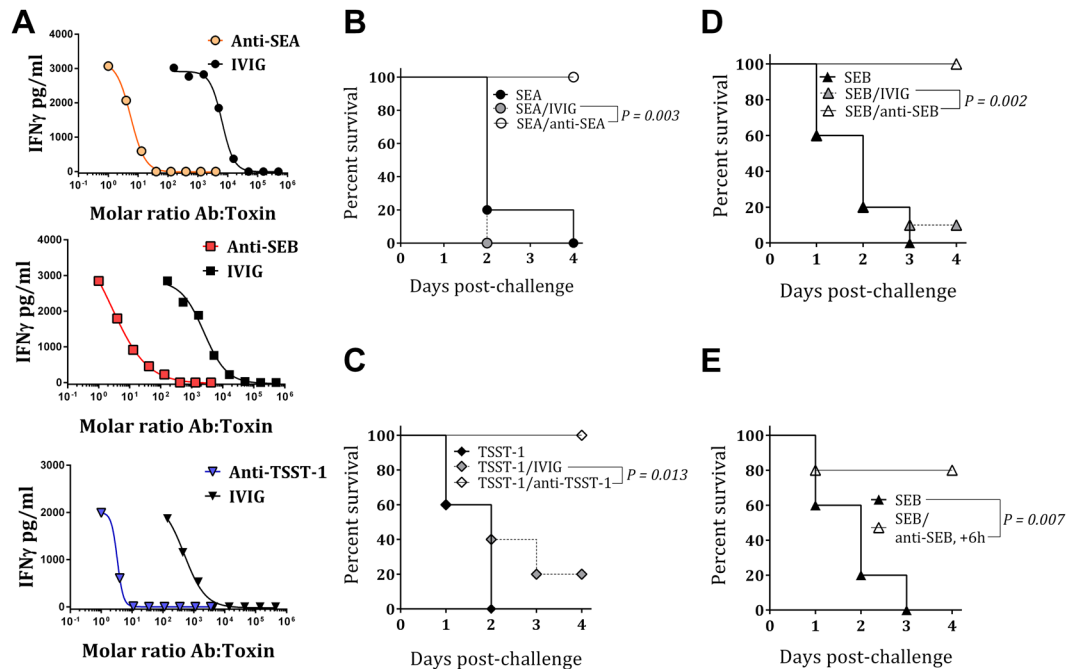 A
Anti-SEA
IVIG
IFNγ pg/ml
4000
3000
2000
1000
0
10⁻¹ 10⁰ 10¹ 10² 10³ 10⁴ 10⁵ 10⁶
Molar ratio Ab:Toxin
Anti-SEB
IVIG
IFNγ pg/ml
4000
3000
2000
1000
0
10⁻¹ 10⁰ 10¹ 10² 10³ 10⁴ 10⁵ 10⁶
Molar ratio Ab:Toxin
Anti-TSST-1
IVIG
IFNγ pg/ml
3000
2000
1000
0
10⁻¹ 10⁰ 10¹ 10² 10³ 10⁴ 10⁵ 10⁶
Molar ratio Ab:Toxin
B
Percent survival
100
80
60
40
20
0
SEA
SEA/IVIG
SEA/anti-SEA
P = 0.003
0 1 2 3 4
Days post-challenge
C
Percent survival
100
80
60
40
20
0
TSST-1
TSST-1/IVIG
TSST-1/anti-TSST-1
P = 0.013
0 1 2 3 4
Days post-challenge
D
Percent survival
100
80
60
40
20
0
SEB
SEB/IVIG
SEB/anti-SEB
P = 0.002
0 1 2 3 4
Days post-challenge
E
Percent survival
100
80
60
40
20
0
SEB
SEB/
anti-SEB, +6h
P = 0.007
0 1 2 3 4
Days post-challenge